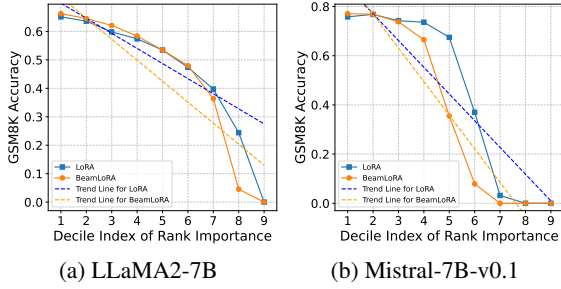 GSM8K Accuracy
0.6
0.5
0.4
0.3
0.2
0.1
0.0
LoRA
BeamLoRA
Trend Line for LoRA
Trend Line for BeamLoRA
1 2 3 4 5 6 7 8 9
Decile Index of Rank Importance
(a) LLaMA2-7B
GSM8K Accuracy
0.8
0.6
0.4
0.2
0.0
LoRA
BeamLoRA
Trend Line for LoRA
Trend Line for BeamLoRA
1 2 3 4 5 6 7 8 9
Decile Index of Rank Importance
(b) Mistral-7B-v0.1